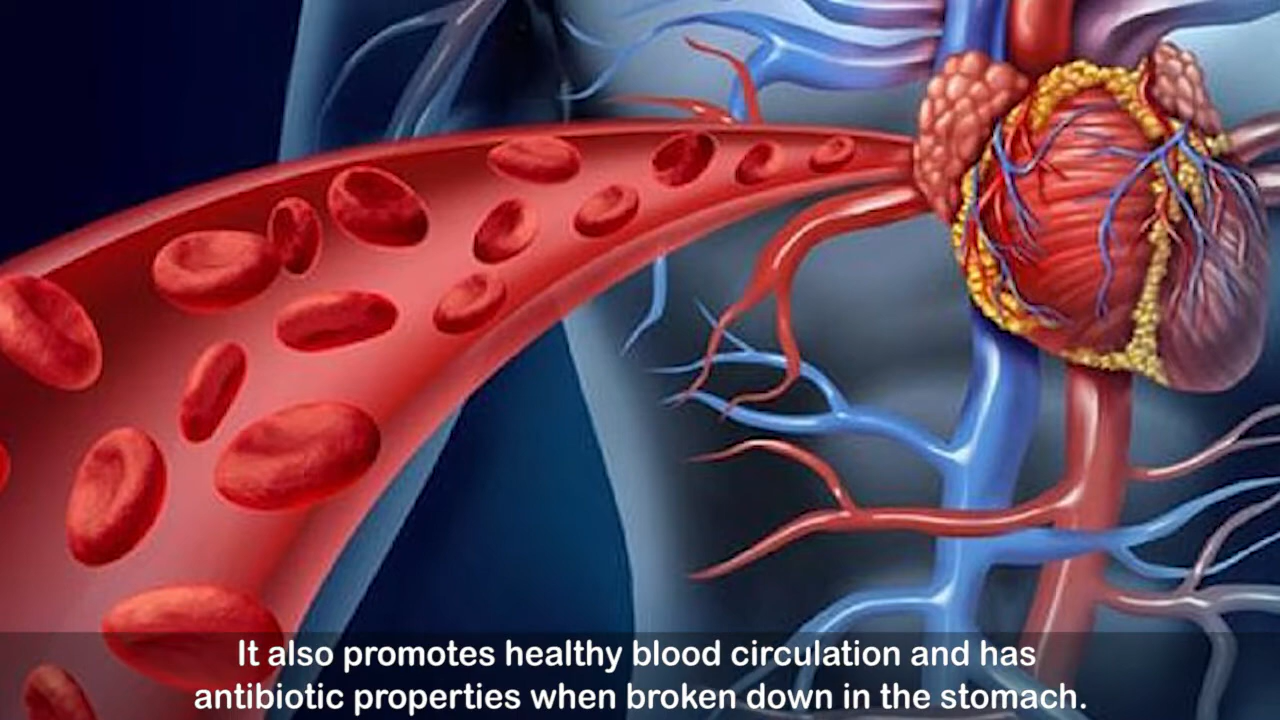 It also promotes healthy blood circulation and has
antibiotic properties when broken down in the stomach.